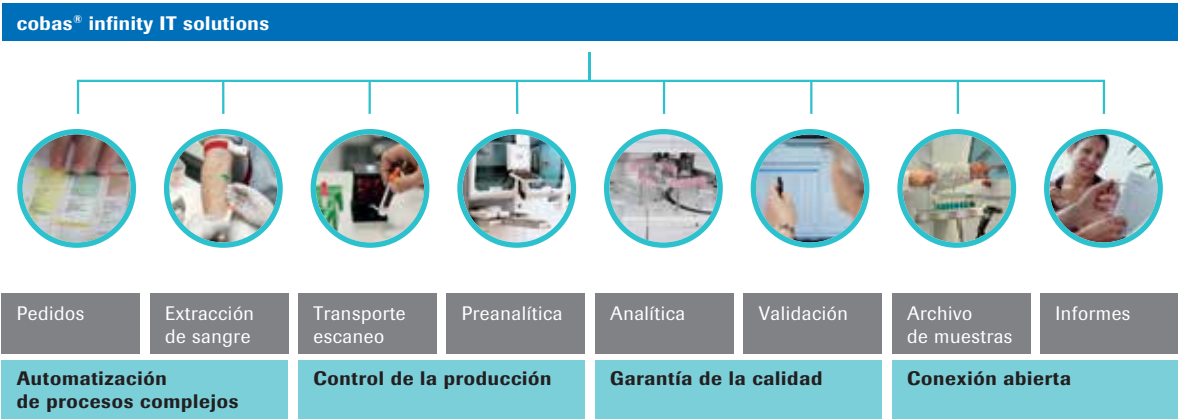 cobas® infinity IT solutions
Pedidos
Extracción
de sangre
Transporte
escaneo
Preanalítica
Analítica
Validación
Archivo
de muestras
Informes
Automatización
de procesos complejos
Control de la producción
Garantía de la calidad
Conexión abierta